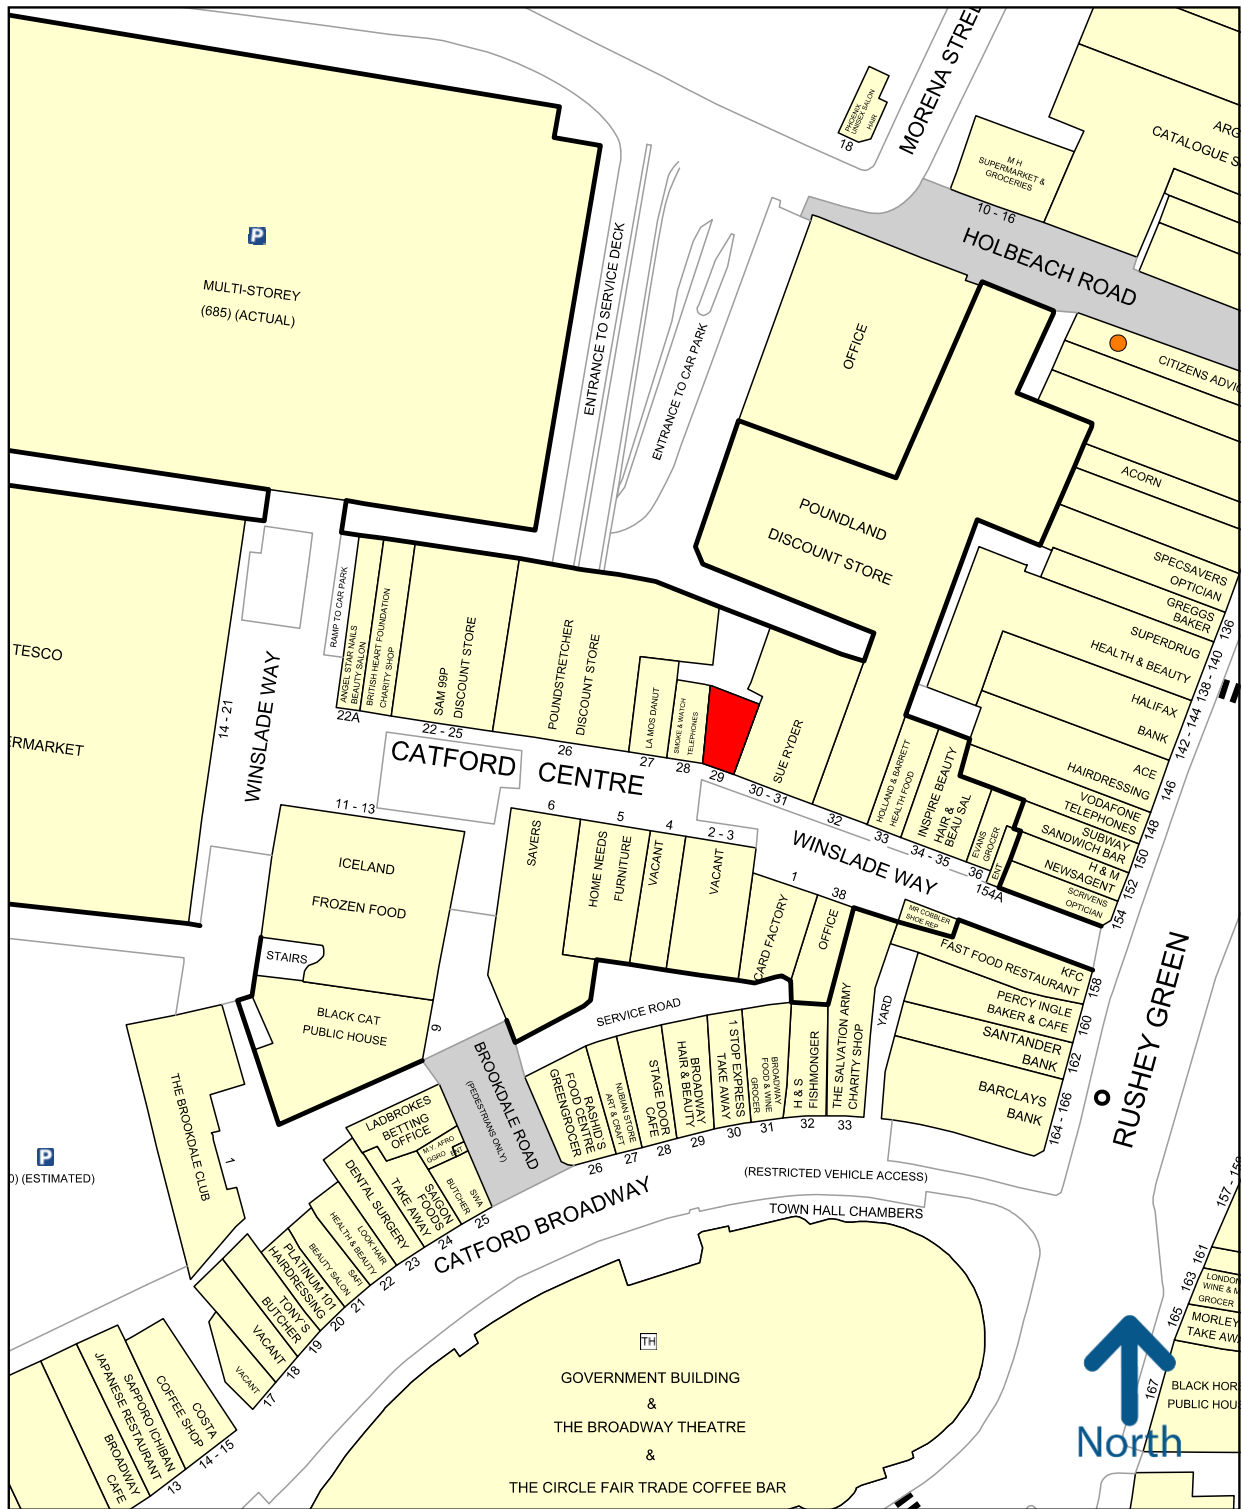 MORENA STREE
PHOENIX
UNISEX SALON
HAIR
18
M H
SUPERMARKET &
GROCERIES
10 - 16
ARG
CATALOGUE S
HOLBEACH ROAD
P
MULTI-STOREY
(685) (ACTUAL)
ENTRANCE TO SERVICE DECK
ENTRANCE TO CAR PARK
OFFICE
CITIZENS ADVI
ACORN
POUNDLAND
DISCOUNT STORE
SPECSAVERS
OPTICIAN
GREGGS
BAKER
136
SUPERDRUG
HEALTH & BEAUTY
138 - 140
HALIFAX
BANK
142 - 144
ACE
HAIRDRESSING
146
VODAFONE
TELEPHONES
148
SUBWAY
SANDWICH BAR
150
H & M
NEWSAGENT
152
SCRIVENS
OPTICIAN
154
TESCO
ERMARKET
14 - 21
WINSLADE WAY
RAMP TO CAR PARK
ANGEL STAR NAILS
BEAUTY SALON
22A
BRITISH HEART FOUNDATION
CHARITY SHOP
SAM 99P
DISCOUNT STORE
22 - 25
POUNDSTRETCHER
DISCOUNT STORE
26
LA MOS DANUT
27
SMOKE & WATCH
TELEPHONES
28
29
SUE RYDER
30 - 31
32
HOLLAND & BARRETT
HEALTH FOOD
33
INSPIRE BEAUTY
HAIR &
BEAU SAL
34 - 35
EVANS
GROCER
36
ENT
154A
CATFORD CENTRE
WINSLADE WAY
11 - 13
ICELAND
FROZEN FOOD
STAIRS
BLACK CAT
PUBLIC HOUSE
9
6
SAVERS
5
HOME NEEDS
FURNITURE
4
VACANT
2 - 3
VACANT
1
CARD FACTORY
38
OFFICE
MR COBBLER
SHOE REP
KFC
FAST FOOD RESTAURANT
158
PERCY INGLE
BAKER & CAFE
160
SANTANDER
BANK
162
BARCLAYS
BANK
164 - 166
YARD
RUSHEY GREEN
SERVICE ROAD
BROOKDALE ROAD
(PEDESTRIANS ONLY)
RASHID'S
FOOD CENTRE
GREENGROCER
26
NUBIAN STORE
ART & CRAFT
27
STAGE DOOR
CAFE
28
BROADWAY
HAIR & BEAUTY
29
1 STOP EXPRESS
TAKE AWAY
30
BROADWAY
FOOD & WINE
GROCER
31
H & S
FISHMONGER
32
THE SALVATION ARMY
CHARITY SHOP
33
THE BROOKDALE CLUB
1
P
0) (ESTIMATED)
LADBROKES
BETTING
OFFICE
M.Y. AFRO
GGRO
ENT
SWA
BUTCHER
25
SAIGON
FOODS
TAKE AWAY
24
DENTAL SURGERY
23
LOOK HAIR
HEALTH & BEAUTY
22
SAFI
BEAUTY SALON
21
PLATINUM 101
HAIRDRESSING
20
TONY'S
BUTCHER
19
VACANT
18
VACANT
17
COSTA
COFFEE SHOP
14 - 15
SAPPORO ICHIBAN
JAPANESE RESTAURANT
13
BROADWAY
CAFE
CATFORD BROADWAY
(RESTRICTED VEHICLE ACCESS)
TOWN HALL CHAMBERS
TH
GOVERNMENT BUILDING
&
THE BROADWAY THEATRE
&
THE CIRCLE FAIR TRADE COFFEE BAR
157 - 159
161
163
LONDON
WINE & M
GROCER
165
MORLEY
TAKE AW
167
BLACK HOR
PUBLIC HOU
North